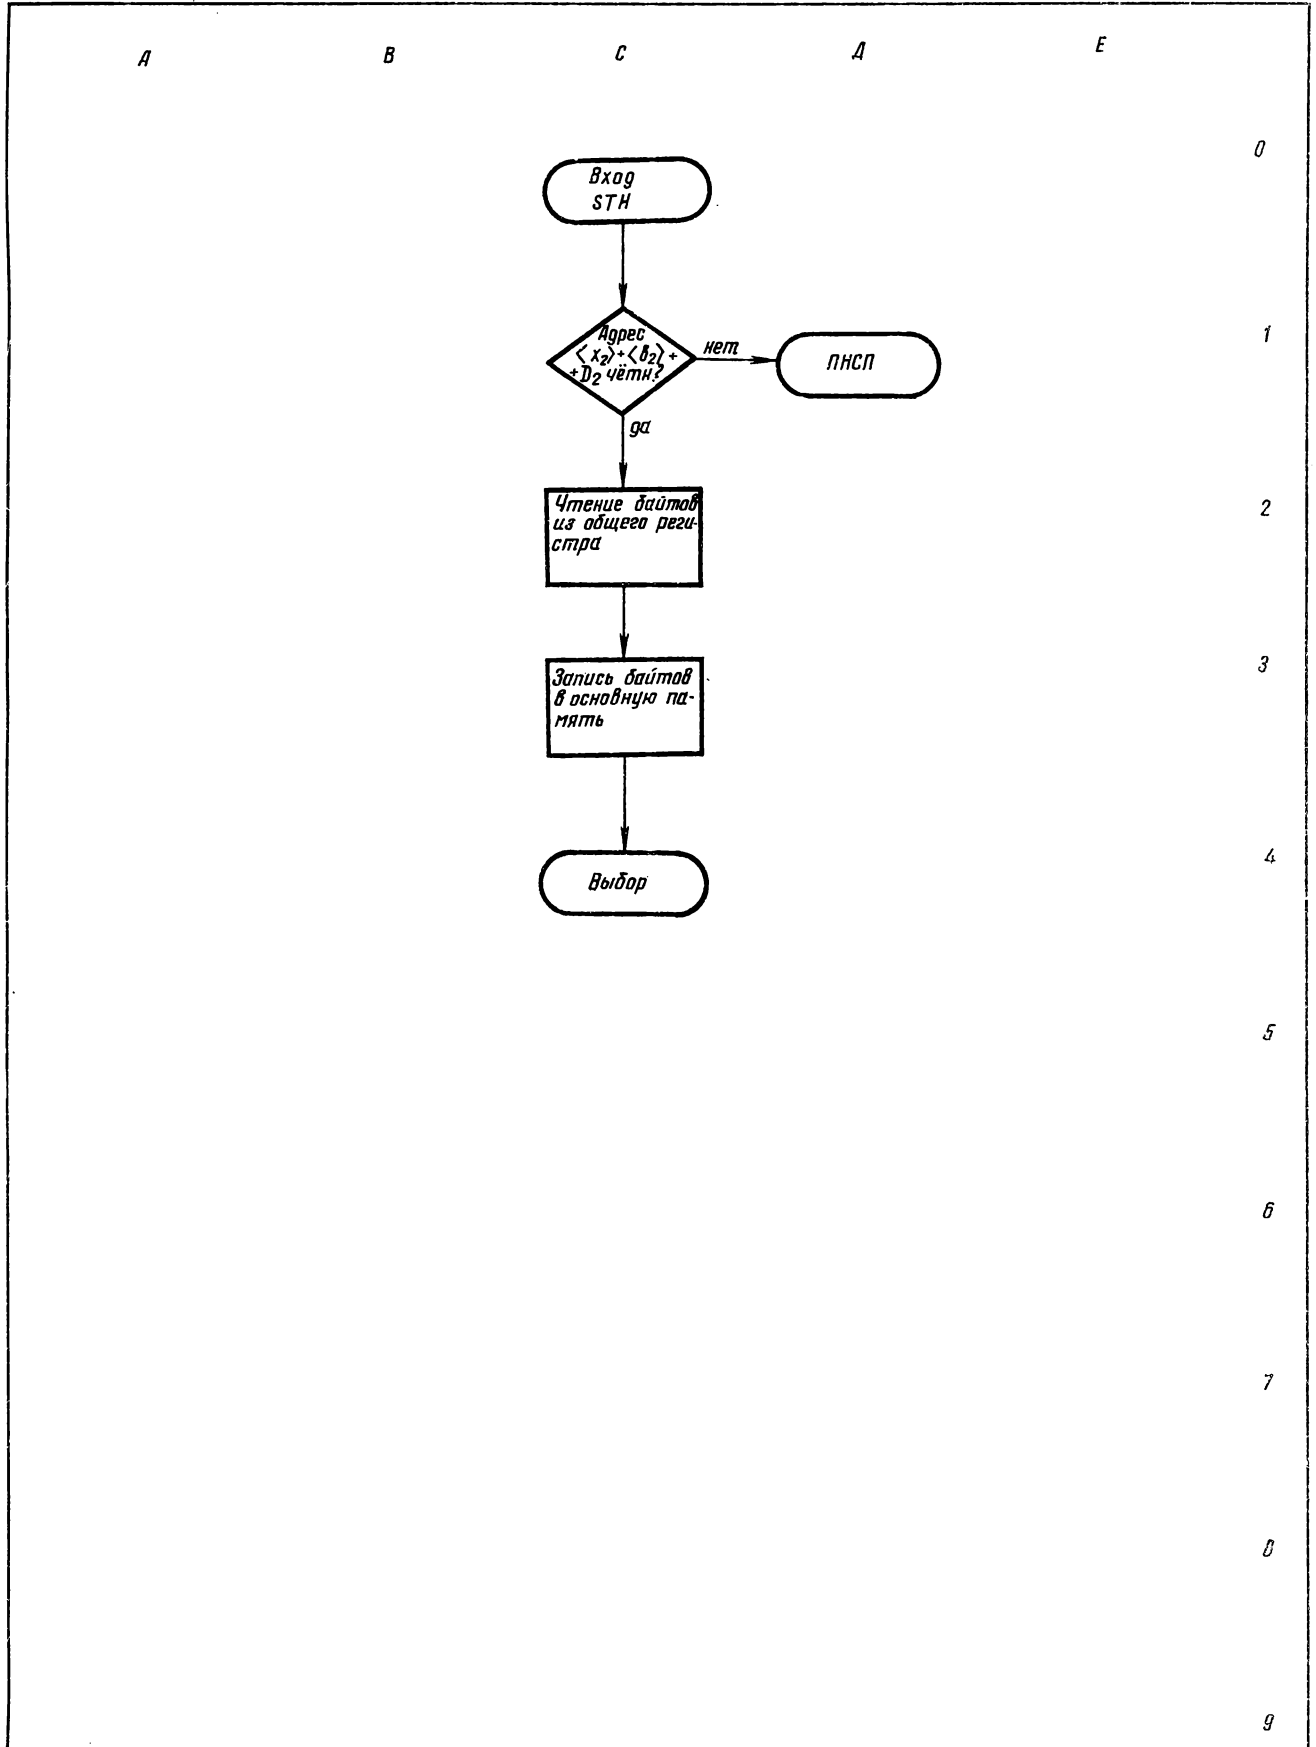 А В С Д Е
0
Вход
STH
1
Адрес
⟨x₂⟩+⟨в₂⟩+
+D₂ чётн.?
нет
ПНСП
да
2
Чтение байтов
из общего реги-
стра
3
Запись байтов
в основную па-
мять
4
Выбор
5
6
7
8
9